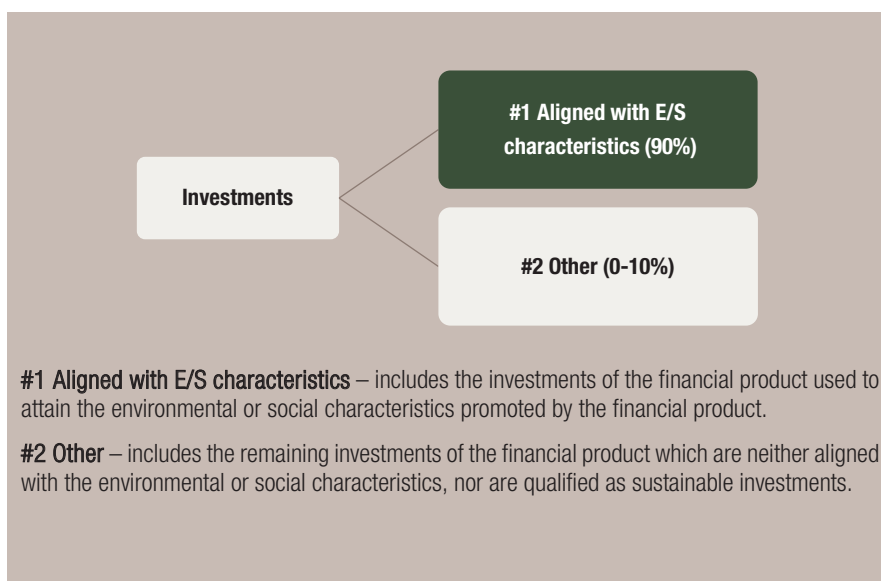 #1 Aligned with E/S
characteristics (90%)
Investments
#2 Other (0-10%)
#1 Aligned with E/S characteristics – includes the investments of the financial product used to
attain the environmental or social characteristics promoted by the financial product.
#2 Other – includes the remaining investments of the financial product which are neither aligned
with the environmental or social characteristics, nor are qualified as sustainable investments.